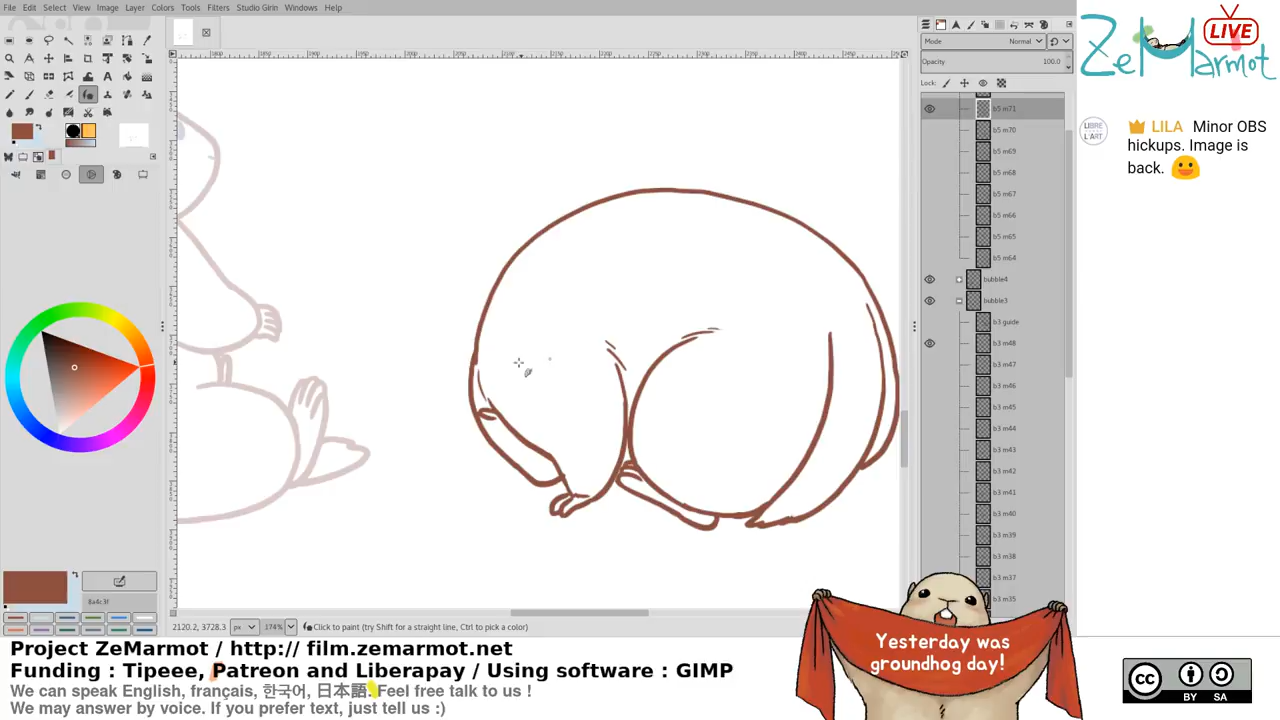 File Edit Select View Image Layer Colors Tools Filters Studio Girin Windows Help
Mode Normal
Opacity 100.0
Lock:
b5 m71
b5 m70
b5 m69
b5 m68
b5 m67
b5 m66
b5 m65
b5 m64
bubble4
bubble3
b3 guide
b3 m48
b3 m47
b3 m46
b3 m45
b3 m44
b3 m43
b3 m42
b3 m41
b3 m40
b3 m39
b3 m38
b3 m37
b3 m35
8a4c3f
2120.2, 3728.3 px 174% Click to paint (try Shift for a straight line, Ctrl to pick a color)
ZeMarmot LIVE
LIBRE L'ART
LILA Minor OBS
hickups. Image is
back.
Yesterday was
groundhog day!
Project ZeMarmot / http:// film.zemarmot.net
Funding : Tipeee, Patreon and Liberapay / Using software : GIMP
We can speak English, français, 한국어, 日本語. Feel free talk to us !
We may answer by voice. If you prefer text, just tell us :)
cc BY SA